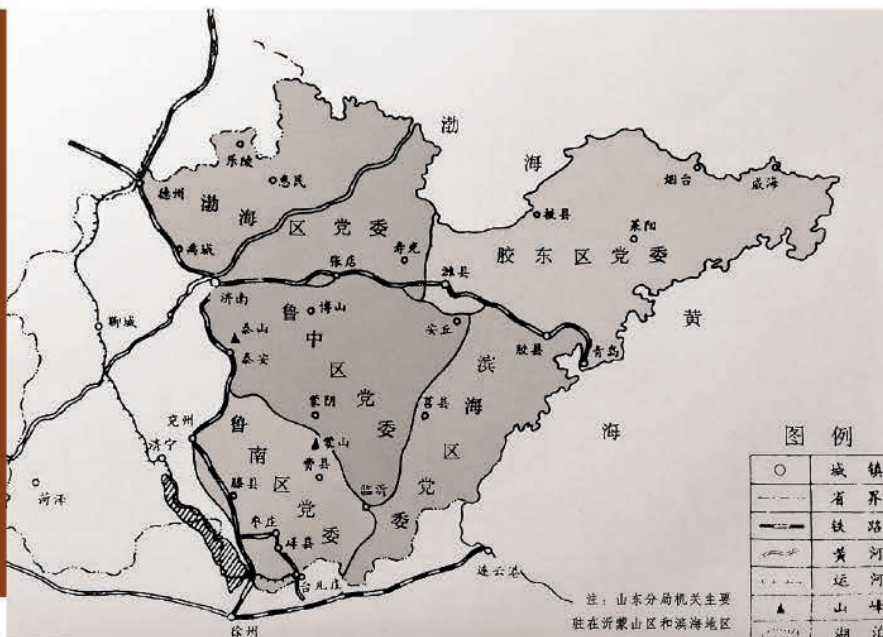 渤
海
乐陵
惠民
德州
渤海区党委
禹城
寿光
张店
济南
烟台
威海
掖县
莱阳
胶东区党委
潍县
聊城
博山
泰山
泰安
鲁中区党委
安丘
胶县
青岛
黄
海
滨海区党委
蒙阴
莒县
兖州
济宁
蒙山
费县
鲁南区党委
滕县
临沂
菏泽
枣庄
峄县
台儿庄
连云港
徐州
图例
城镇
省界
铁路
黄河
运河
山峰
湖泊
注：山东分局机关主要
驻在沂蒙山区和滨海地区